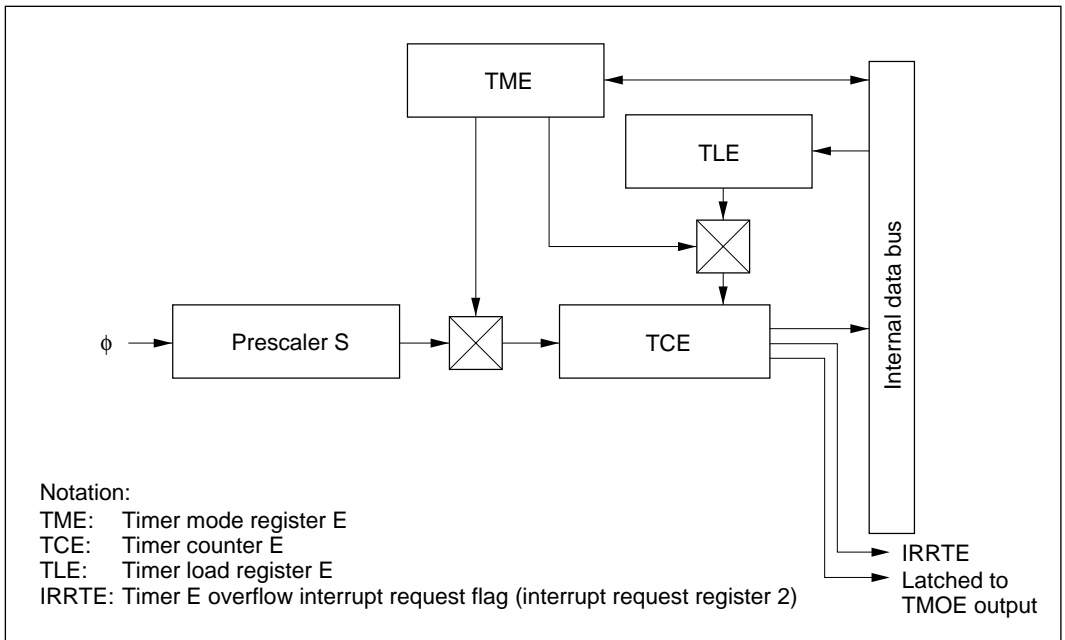 TME
TLE
Internal data bus
ϕ
Prescaler S
TCE
Notation:
TME: Timer mode register E
TCE: Timer counter E
TLE: Timer load register E
IRRTE: Timer E overflow interrupt request flag (interrupt request register 2)
IRRTE
Latched to
TMOE output